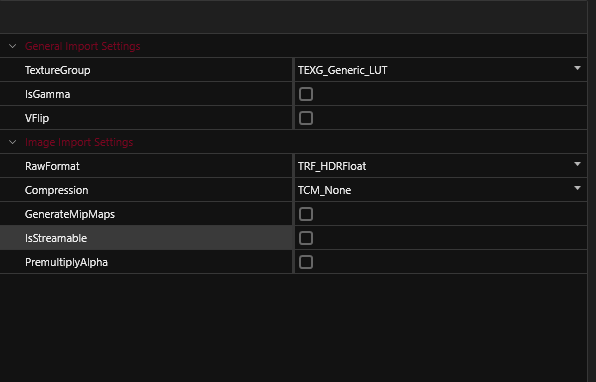 General Import Settings
TextureGroup TEXG_Generic_LUT
IsGamma
VFlip
Image Import Settings
RawFormat TRF_HDRFloat
Compression TCM_None
GenerateMipMaps
IsStreamable
PremultiplyAlpha